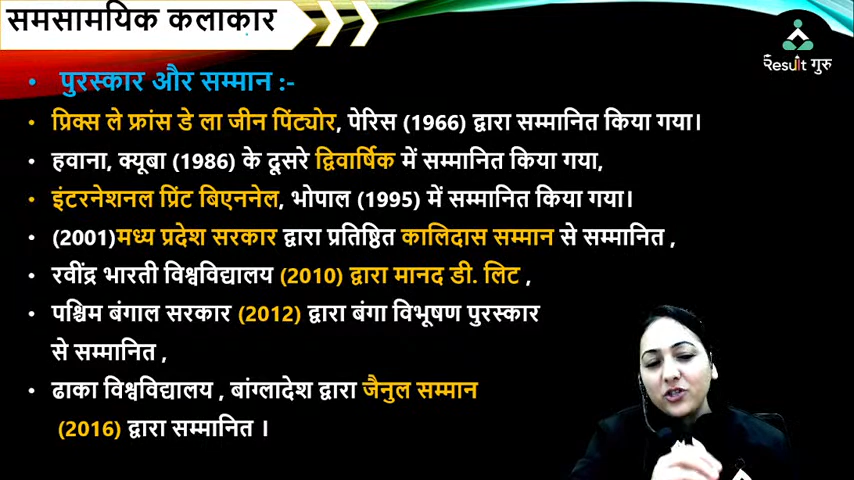 समसामयिक कलाकार
Result गुरु
• पुरस्कार और सम्मान :-
• प्रिक्स ले फ्रांस डे ला जीन पिंट्योर, पेरिस (1966) द्वारा सम्मानित किया गया।
• हवाना, क्यूबा (1986) के दूसरे द्विवार्षिक में सम्मानित किया गया,
• इंटरनेशनल प्रिंट बिएननेल, भोपाल (1995) में सम्मानित किया गया।
• (2001)मध्य प्रदेश सरकार द्वारा प्रतिष्ठित कालिदास सम्मान से सम्मानित ,
• रवींद्र भारती विश्वविद्यालय (2010) द्वारा मानद डी. लिट ,
• पश्चिम बंगाल सरकार (2012) द्वारा बंगा विभूषण पुरस्कार
से सम्मानित ,
• ढाका विश्वविद्यालय , बांग्लादेश द्वारा जैनुल सम्मान
(2016) द्वारा सम्मानित ।